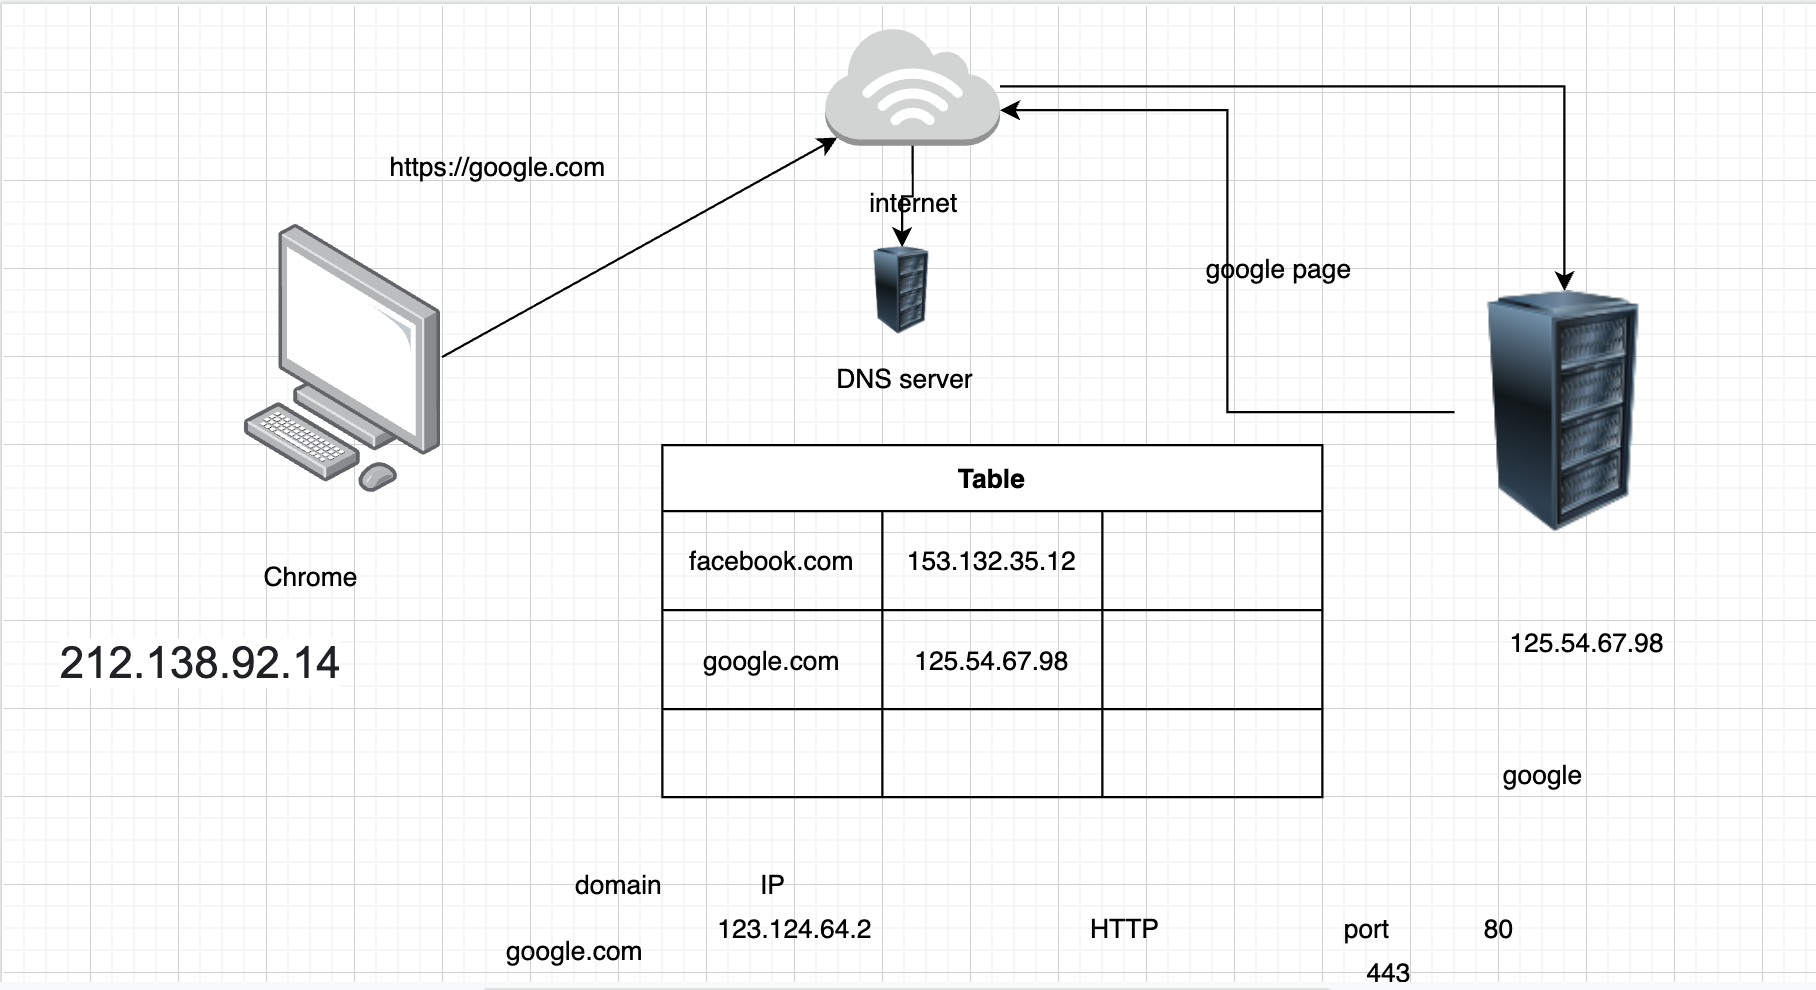 https://google.com
internet
google page
DNS server
Table
facebook.com 153.132.35.12
Chrome
google.com 125.54.67.98
212.138.92.14
125.54.67.98
google
domain IP
123.124.64.2 HTTP port 80
google.com
443